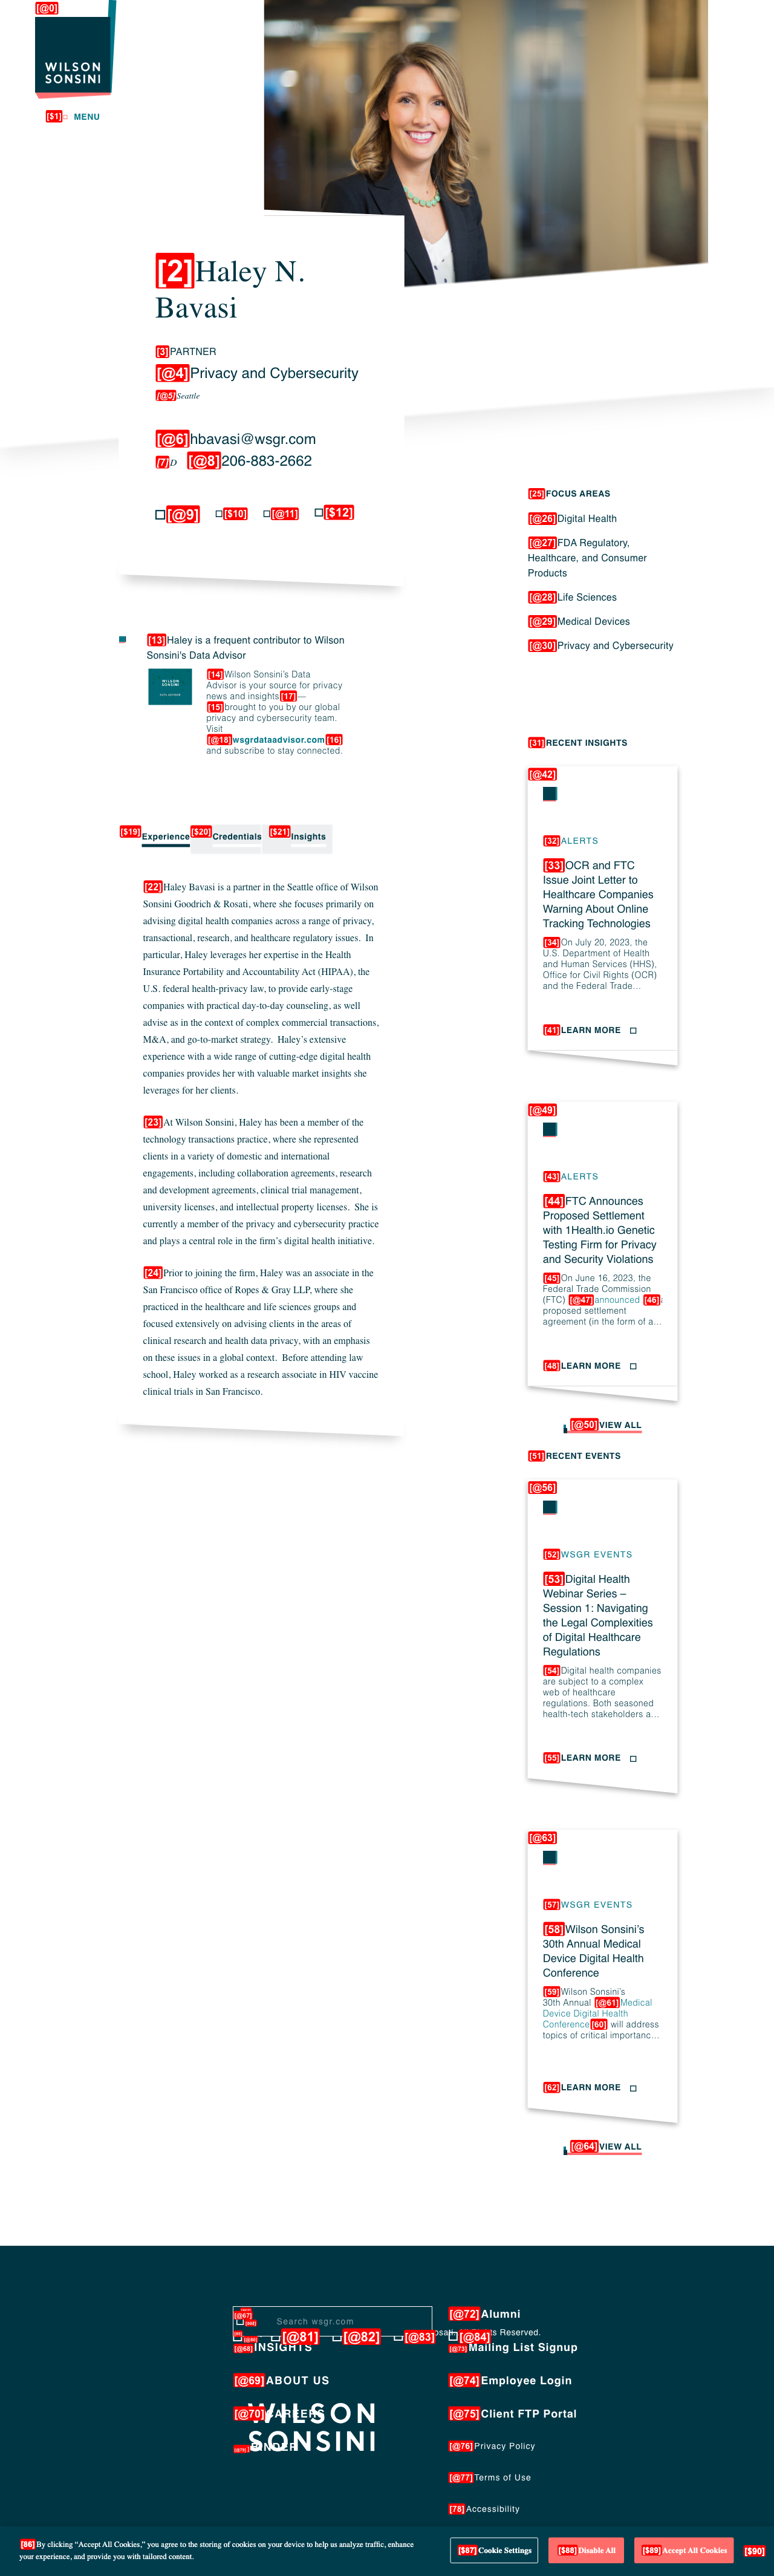 [@0]
WILSON
SONSINI
[$1] MENU
[2]Haley N.
Bavasi
[3]PARTNER
[@4]Privacy and Cybersecurity
[@5]Seattle
[@6]hbavasi@wsgr.com
[7]D [@8]206-883-2662
[@9] [$10] [@11] [$12]
[13]Haley is a frequent contributor to Wilson
Sonsini's Data Advisor
[14]Wilson Sonsini's Data
Advisor is your source for privacy
news and insights[17]—
[15]brought to you by our global
privacy and cybersecurity team.
Visit
[@18]wsgrdataadvisor.com[16]
and subscribe to stay connected.
[$19]Experience [$20]Credentials [$21]Insights
[22]Haley Bavasi is a partner in the Seattle office of Wilson
Sonsini Goodrich & Rosati, where she focuses primarily on
advising digital health companies across a range of privacy,
transactional, research, and healthcare regulatory issues. In
particular, Haley leverages her expertise in the Health
Insurance Portability and Accountability Act (HIPAA), the
U.S. federal health-privacy law, to provide early-stage
companies with practical day-to-day counseling, as well
advise as in the context of complex commercial transactions,
M&A, and go-to-market strategy. Haley's extensive
experience with a wide range of cutting-edge digital health
companies provides her with valuable market insights she
leverages for her clients.
[23]At Wilson Sonsini, Haley has been a member of the
technology transactions practice, where she represented
clients in a variety of domestic and international
engagements, including collaboration agreements, research
and development agreements, clinical trial management,
university licenses, and intellectual property licenses. She is
currently a member of the privacy and cybersecurity practice
and plays a central role in the firm's digital health initiative.
[24]Prior to joining the firm, Haley was an associate in the
San Francisco office of Ropes & Gray LLP, where she
practiced in the healthcare and life sciences groups and
focused extensively on advising clients in the areas of
clinical research and health data privacy, with an emphasis
on these issues in a global context. Before attending law
school, Haley worked as a research associate in HIV vaccine
clinical trials in San Francisco.
[25]FOCUS AREAS
[@26]Digital Health
[@27]FDA Regulatory,
Healthcare, and Consumer
Products
[@28]Life Sciences
[@29]Medical Devices
[@30]Privacy and Cybersecurity
[31]RECENT INSIGHTS
[@42]
[32]ALERTS
[33]OCR and FTC
Issue Joint Letter to
Healthcare Companies
Warning About Online
Tracking Technologies
[34]On July 20, 2023, the
U.S. Department of Health
and Human Services (HHS),
Office for Civil Rights (OCR)
and the Federal Trade...
[41]LEARN MORE
[@49]
[43]ALERTS
[44]FTC Announces
Proposed Settlement
with 1Health.io Genetic
Testing Firm for Privacy
and Security Violations
[45]On June 16, 2023, the
Federal Trade Commission
(FTC) [@47]announced [46]
proposed settlement
agreement (in the form of a...
[48]LEARN MORE
[@50]VIEW ALL
[51]RECENT EVENTS
[@56]
[52]WSGR EVENTS
[53]Digital Health
Webinar Series –
Session 1: Navigating
the Legal Complexities
of Digital Healthcare
Regulations
[54]Digital health companies
are subject to a complex
web of healthcare
regulations. Both seasoned
health-tech stakeholders a...
[55]LEARN MORE
[@63]
[57]WSGR EVENTS
[58]Wilson Sonsini's
30th Annual Medical
Device Digital Health
Conference
[59]Wilson Sonsini's
30th Annual [@61]Medical
Device Digital Health
Conference[60] will address
topics of critical importanc...
[62]LEARN MORE
[@64]VIEW ALL
[@67] Search wsgr.com
[@81] [@82] [@83] [@84] Reserved.
[@68]INSIGHTS
[@69]ABOUT US
[@70]CAREERS
WILSON
SONSINI
[@72]Alumni
[@73]Mailing List Signup
[@74]Employee Login
[@75]Client FTP Portal
[@76]Privacy Policy
[@77]Terms of Use
[78]Accessibility
[86]By clicking “Accept All Cookies,” you agree to the storing of cookies on your device to help us analyze traffic, enhance
your experience, and provide you with tailored content.
[$87]Cookie Settings [$88]Disable All [$89]Accept All Cookies [$90]